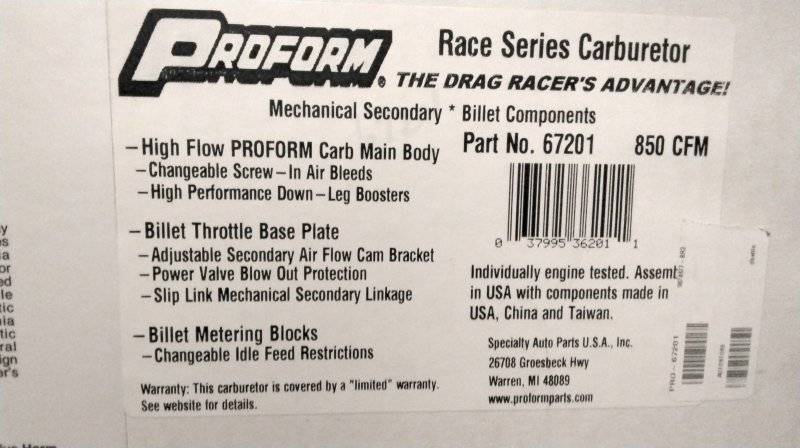 PROFORM
Race Series Carburetor
THE DRAG RACER'S ADVANTAGE!
Mechanical Secondary * Billet Components
– High Flow PROFORM Carb Main Body
– Changeable Screw–In Air Bleeds
– High Performance Down–Leg Boosters
– Billet Throttle Base Plate
– Adjustable Secondary Air Flow Cam Bracket
– Power Valve Blow Out Protection
– Slip Link Mechanical Secondary Linkage
– Billet Metering Blocks
– Changeable Idle Feed Restrictions
Warranty: This carburetor is covered by a "limited" warranty.
See website for details.
Part No. 67201 850 CFM
0 37995 36201 1
Individually engine tested. Assemb
in USA with components made in
USA, China and Taiwan.
Specialty Auto Parts U.S.A., Inc.
26708 Groesbeck Hwy
Warren, MI 48089
www.proformparts.com
PRO - 67201